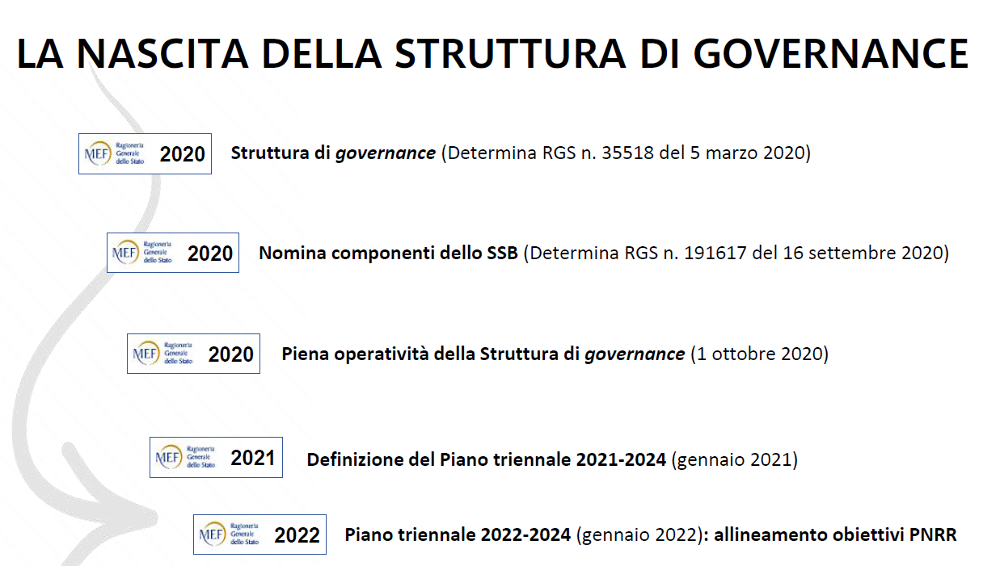 LA NASCITA DELLA STRUTTURA DI GOVERNANCE
MEF Ragioneria Generale dello Stato 2020 Struttura di governance (Determina RGS n. 35518 del 5 marzo 2020)
MEF Ragioneria Generale dello Stato 2020 Nomina componenti dello SSB (Determina RGS n. 191617 del 16 settembre 2020)
MEF Ragioneria Generale dello Stato 2020 Piena operatività della Struttura di governance (1 ottobre 2020)
MEF Ragioneria Generale dello Stato 2021 Definizione del Piano triennale 2021-2024 (gennaio 2021)
MEF Ragioneria Generale dello Stato 2022 Piano triennale 2022-2024 (gennaio 2022): allineamento obiettivi PNRR